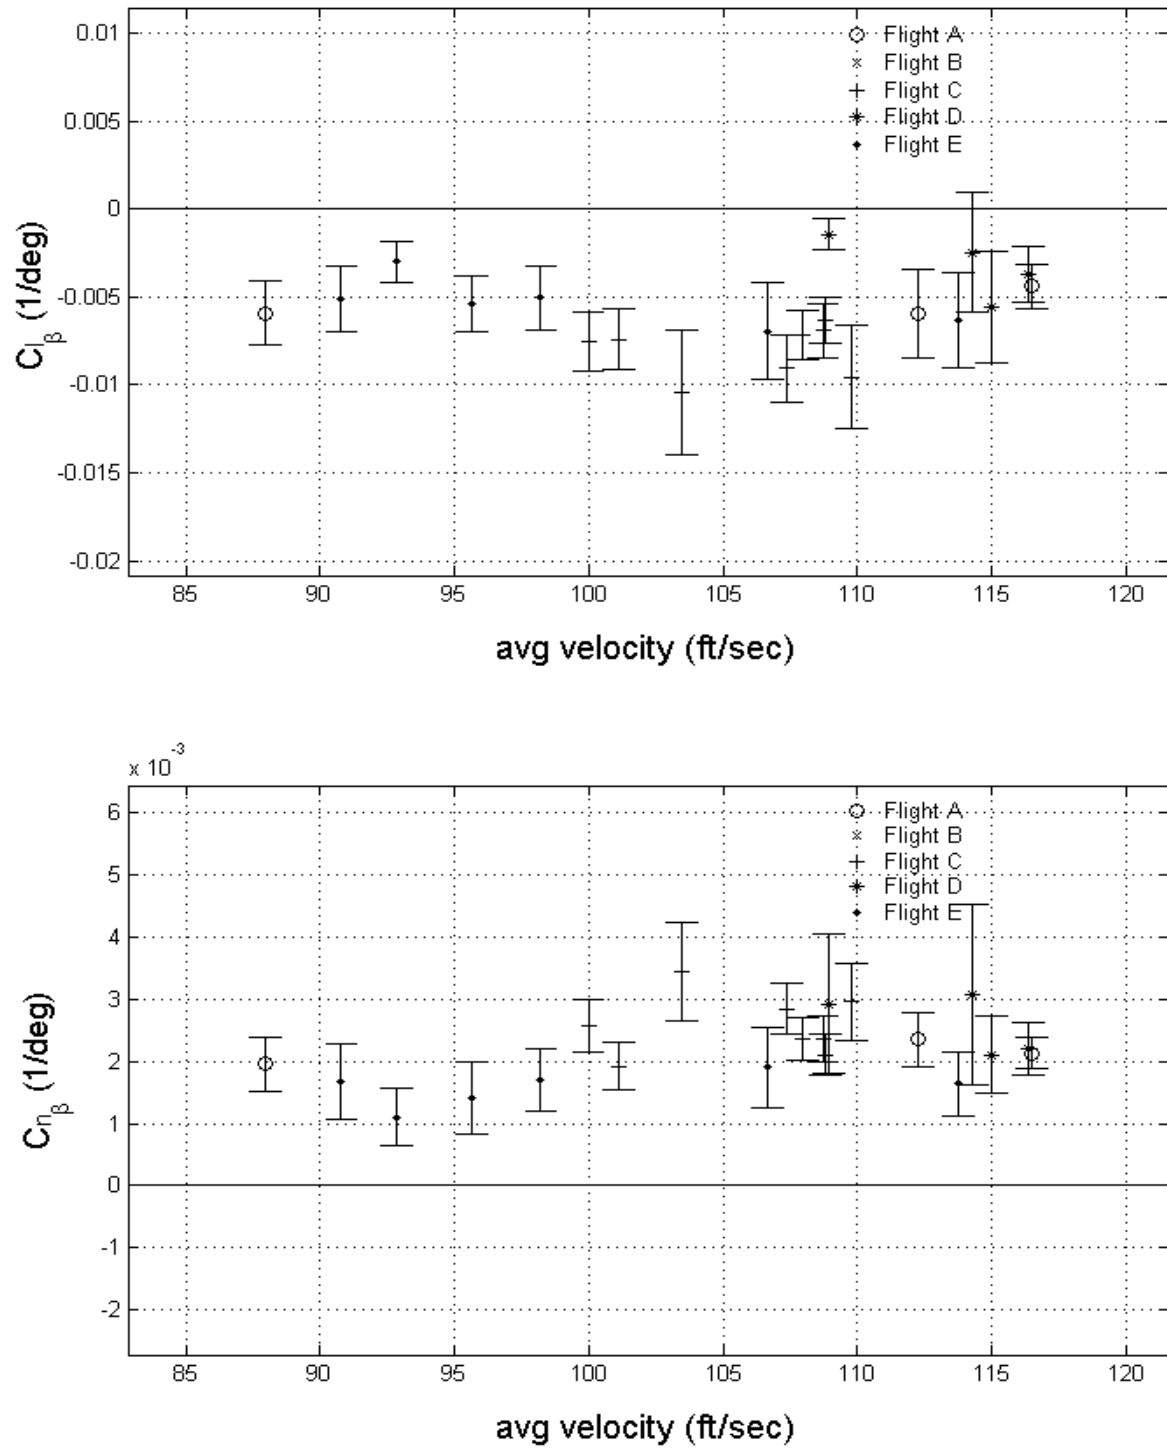 0.01
0.005
0
-0.005
-0.01
-0.015
-0.02
C l β (1/deg)
Flight A
Flight B
Flight C
Flight D
Flight E
85 90 95 100 105 110 115 120
avg velocity (ft/sec)
x 10 -3
6
5
4
3
2
1
0
-1
-2
C n β (1/deg)
Flight A
Flight B
Flight C
Flight D
Flight E
85 90 95 100 105 110 115 120
avg velocity (ft/sec)